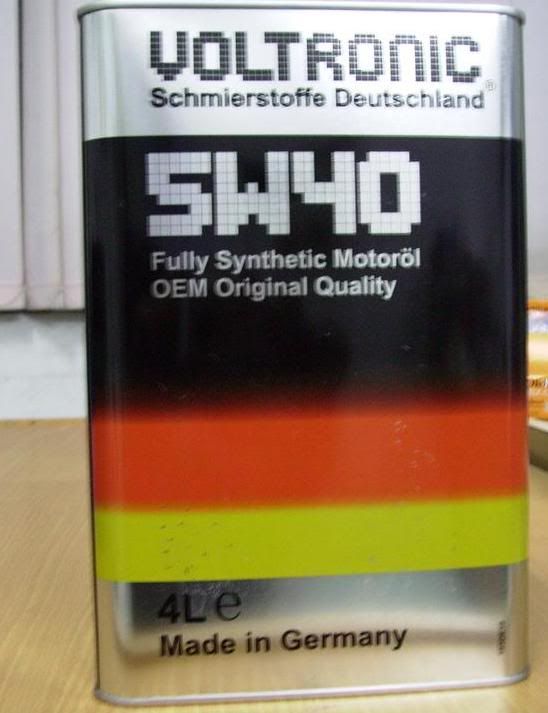 VOLTRONIC
Schmierstoffe Deutschland®
5W40
Fully Synthetic Motoröl
OEM Original Quality
4L ℮
Made in Germany